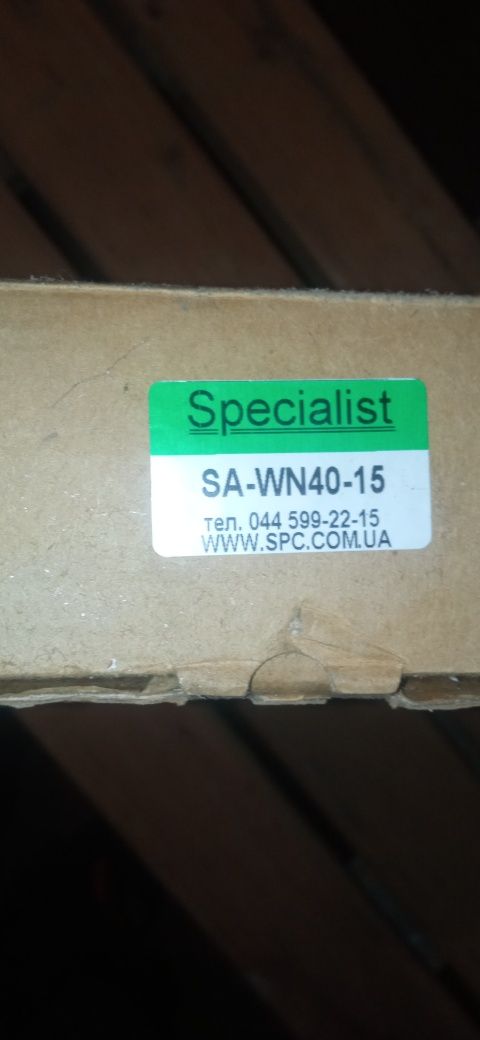 Specialist
SA-WN40-15
тел. 044 599-22-15
WWW.SPC.COM.UA